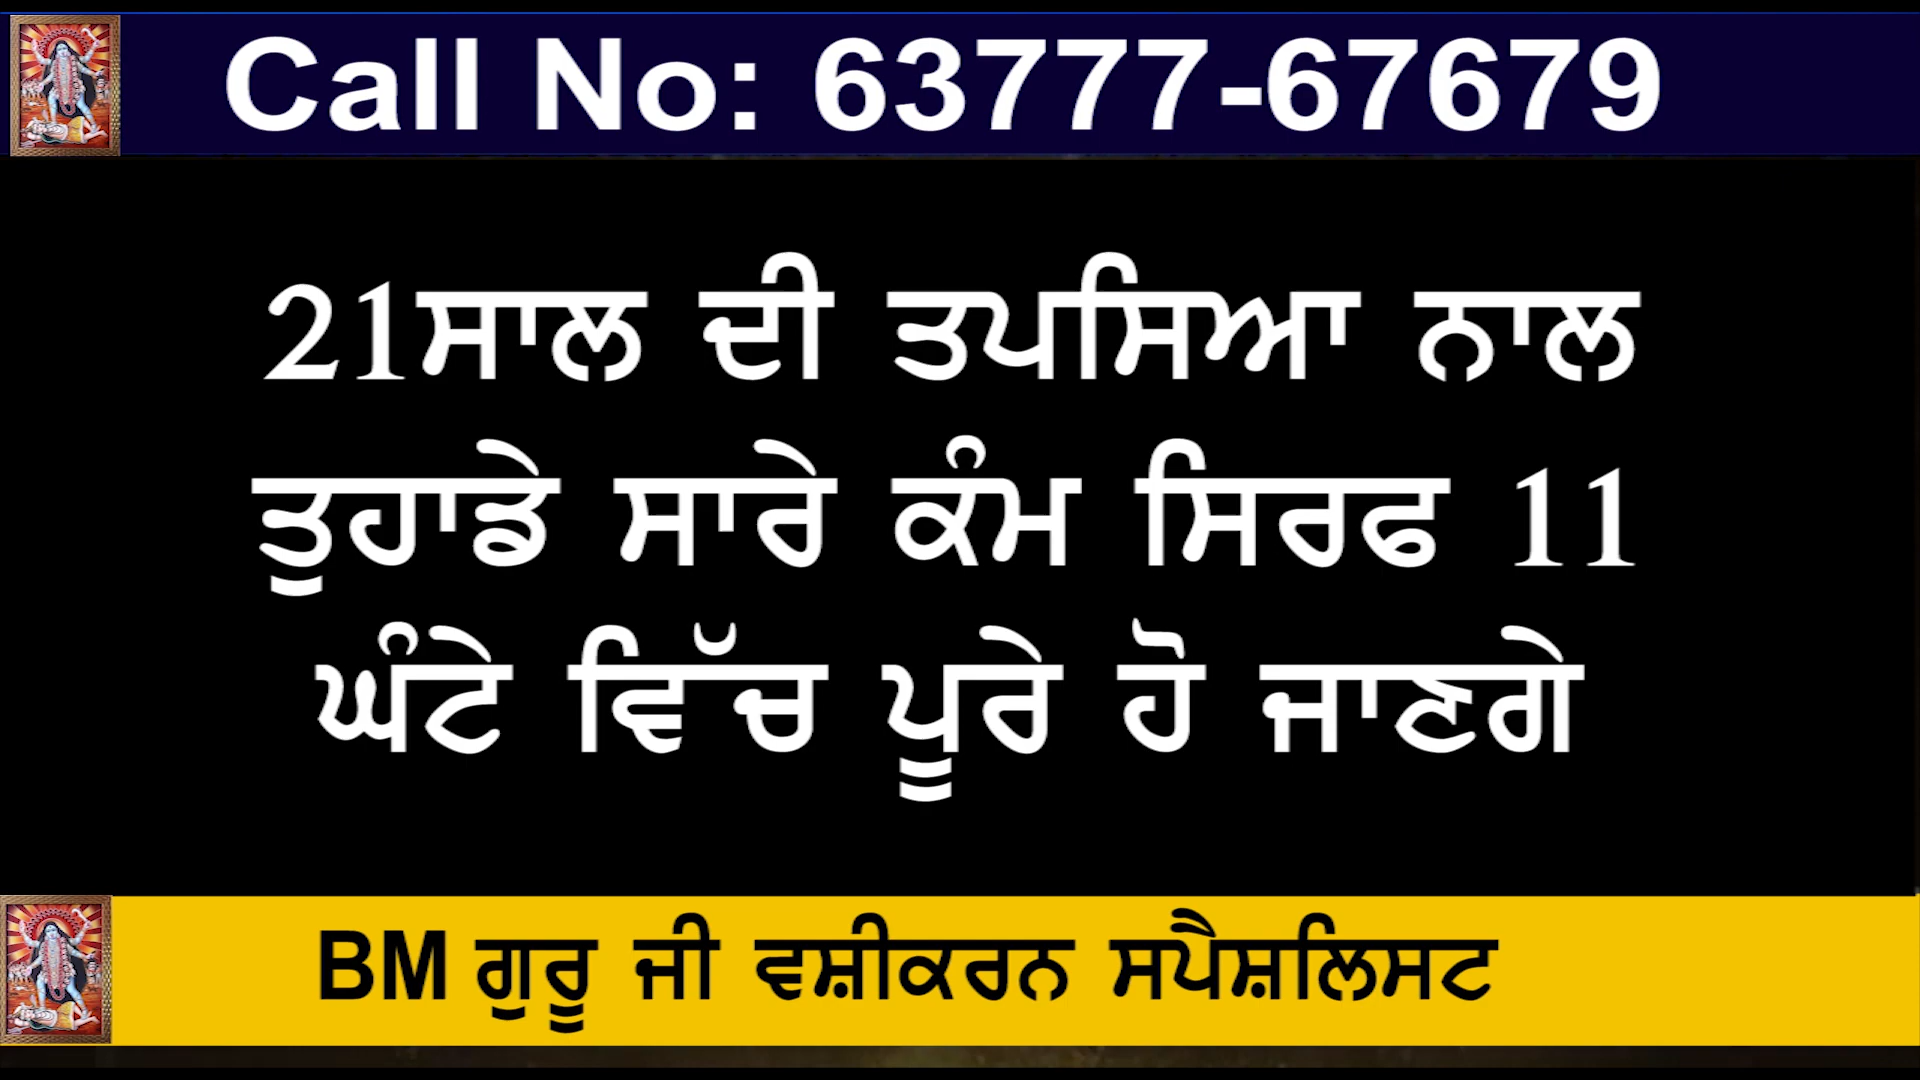 Call No: 63777-67679
21ਸਾਲ ਦੀ ਤਪਸਿਆ ਨਾਲ
ਤੁਹਾਡੇ ਸਾਰੇ ਕੰਮ ਸਿਰਫ 11
ਘੰਟੇ ਵਿੱਚ ਪੂਰੇ ਹੋ ਜਾਣਗੇ
BM ਗੁਰੂ ਜੀ ਵਸ਼ੀਕਰਨ ਸਪੈਸ਼ਲਿਸਟ